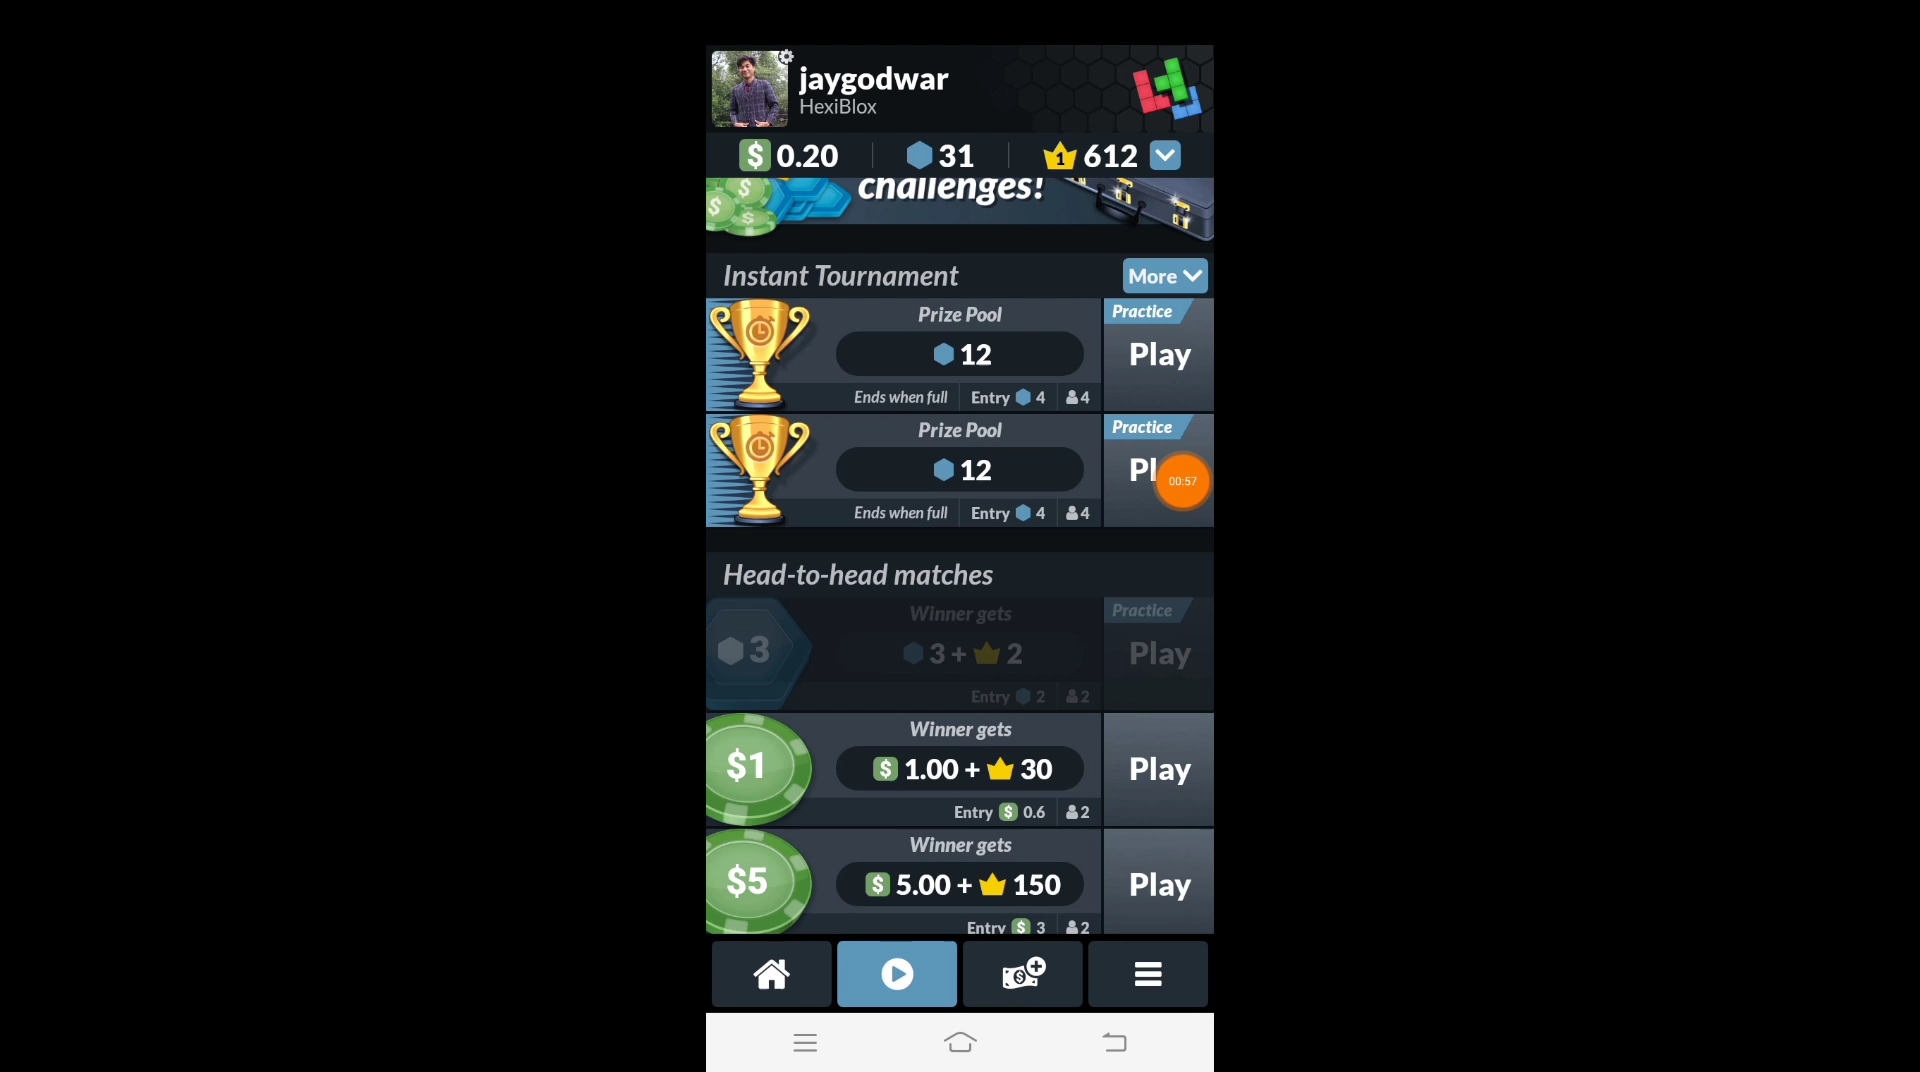 jaygodwar
HexiBlox
$ 0.20 31 1 612
challenges!
Instant Tournament More
Prize Pool Practice
12 Play
Ends when full Entry 4 4
Prize Pool Practice
12 Pl 00:57
Ends when full Entry 4 4
Head-to-head matches
Winner gets Practice
3 3 + 2 Play
Entry 2 2
Winner gets
$1 $ 1.00 + 30 Play
Entry $ 0.6 2
Winner gets
$5 $ 5.00 + 150 Play
Entry $ 3 2